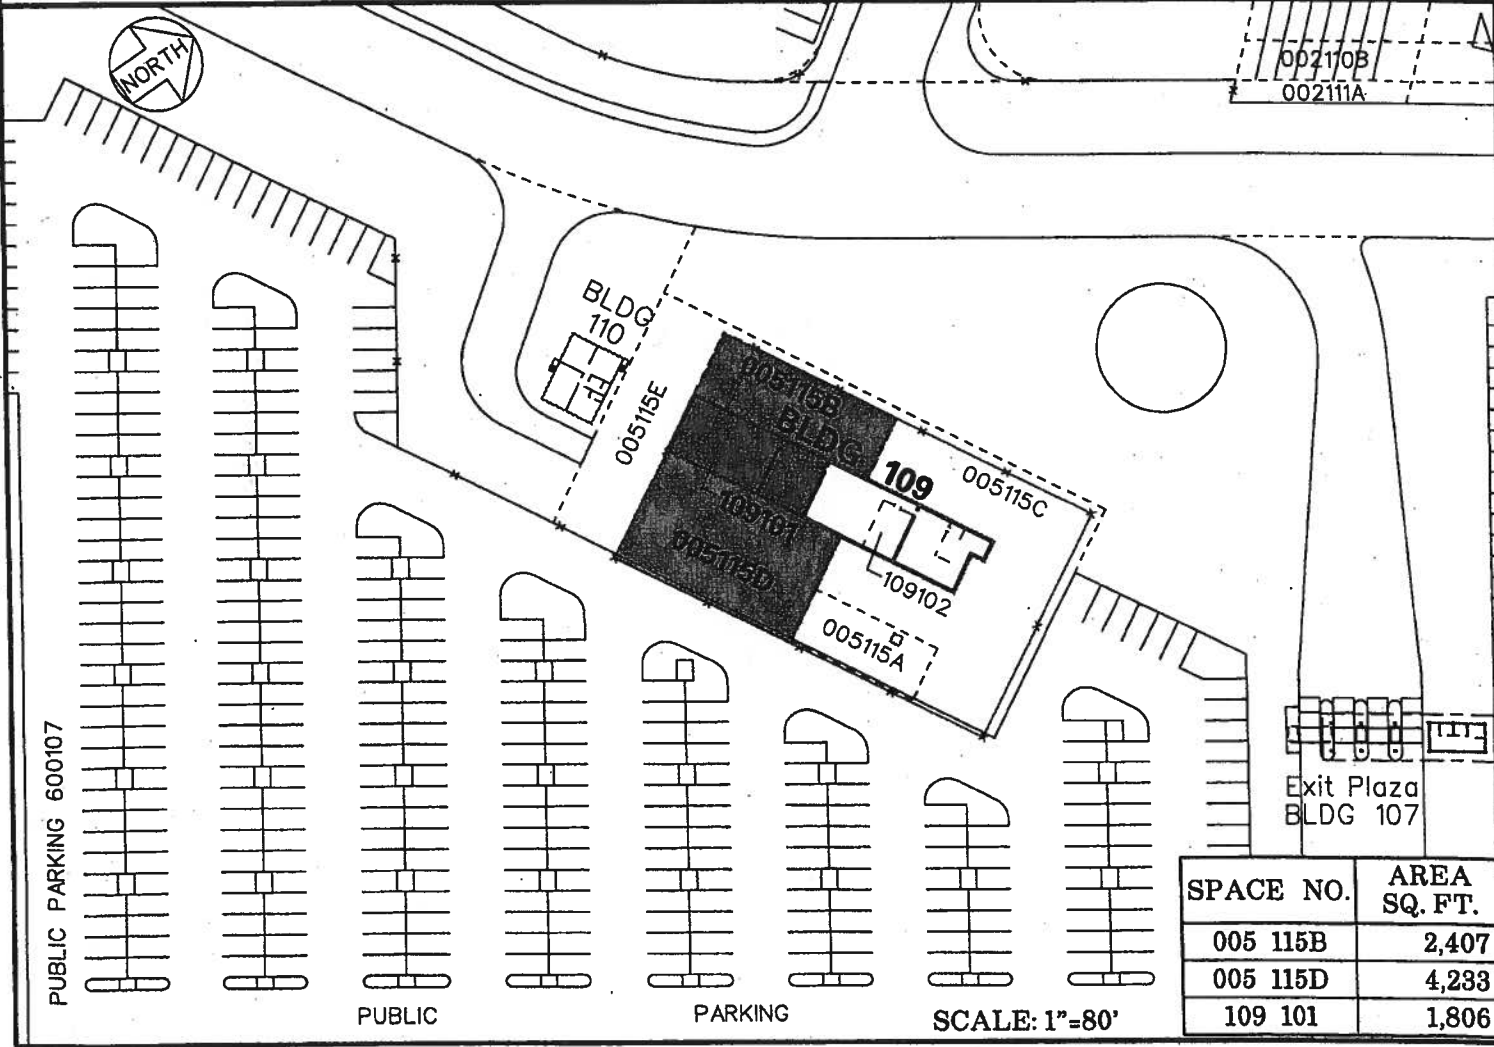 NORTH
002110B
002111A
BLDG
110
005115E
005115B
BLDG
109
005115C
109101
005115D
109102
005115A
PUBLIC PARKING 600107
Exit Plaza
BLDG 107
SPACE NO. AREA SQ. FT.
005 115B 2,407
005 115D 4,233
109 101 1,806
PUBLIC PARKING
SCALE: 1"=80'